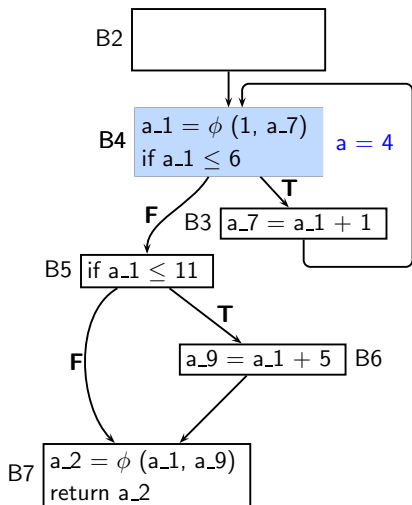 B2
B4
a_1 = ϕ (1, a_7)
if a_1 ≤ 6
a = 4
T
F
B3
a_7 = a_1 + 1
B5
if a_1 ≤ 11
T
F
a_9 = a_1 + 5
B6
B7
a_2 = ϕ (a_1, a_9)
return a_2